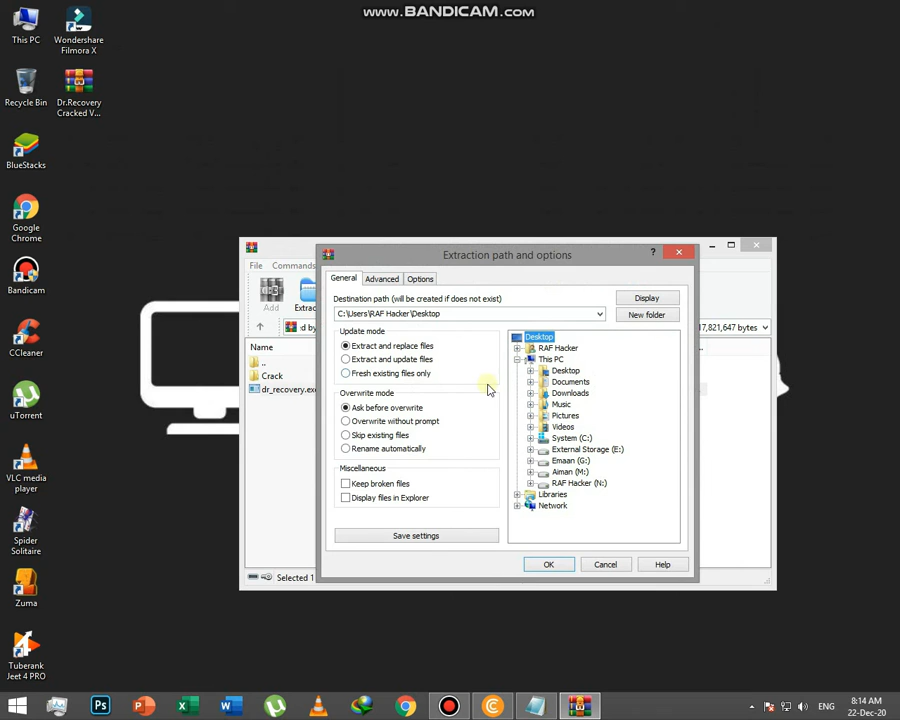 www.BANDICAM.com
This PC
Wondershare
Filmora X
Recycle Bin
Dr.Recovery
Cracked V...
BlueStacks
Google
Chrome
Bandicam
CCleaner
uTorrent
VLC media
player
Spider
Solitaire
Zuma
Tuberank
Jeet 4 PRO
File
Commands
Add
Extrac
:d by
17,821,647 bytes
Name
..
Crack
dr_recovery.exe
Selected 1
Extraction path and options
?
General
Advanced
Options
Destination path (will be created if does not exist)
Display
C:\Users\RAF Hacker\Desktop
New folder
Update mode
Extract and replace files
Extract and update files
Fresh existing files only
Overwrite mode
Ask before overwrite
Overwrite without prompt
Skip existing files
Rename automatically
Miscellaneous
Keep broken files
Display files in Explorer
Save settings
Desktop
RAF Hacker
This PC
Desktop
Documents
Downloads
Music
Pictures
Videos
System (C:)
External Storage (E:)
Emaan (G:)
Aiman (M:)
RAF Hacker (N:)
Libraries
Network
OK
Cancel
Help
ENG
8:14 AM
22-Dec-20